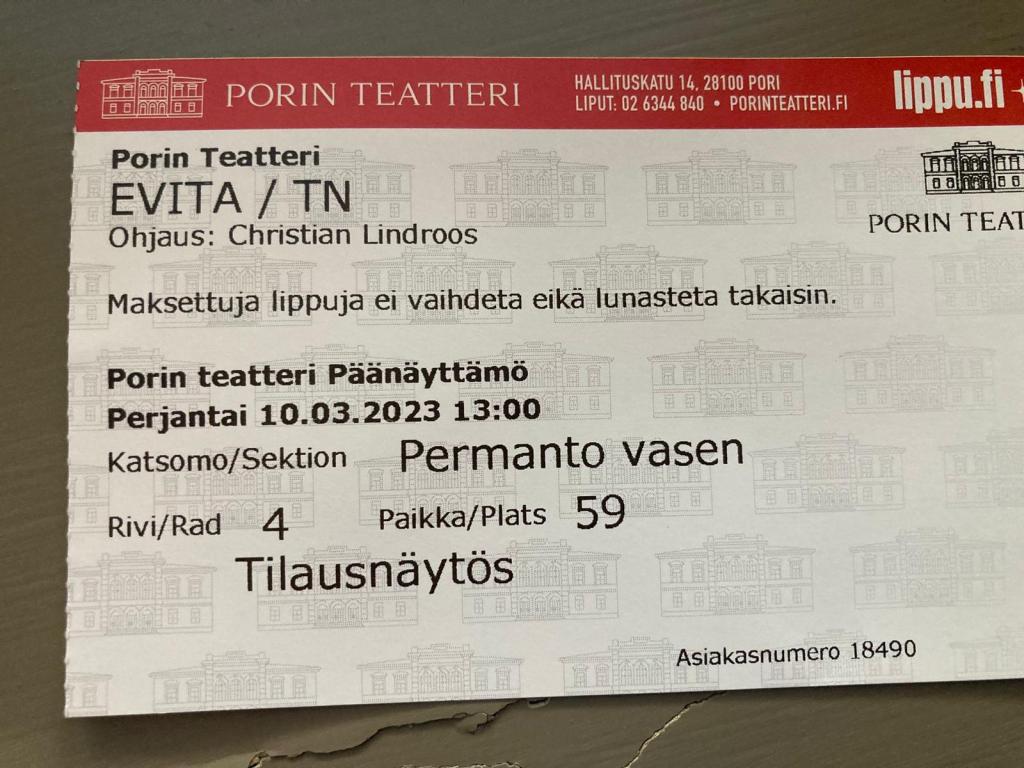 PORIN TEATTERI
HALLITUSKATU 14, 28100 PORI
LIPUT: 02 6344 840 • PORINTEATTERI.FI
lippu.fi
Porin Teatteri
EVITA / TN
Ohjaus: Christian Lindroos
PORIN TEAT
Maksettuja lippuja ei vaihdeta eikä lunasteta takaisin.
Porin teatteri Päänäyttämö
Perjantai 10.03.2023 13:00
Katsomo/Sektion Permanto vasen
Rivi/Rad 4 Paikka/Plats 59
Tilausnäytös
Asiakasnumero 18490